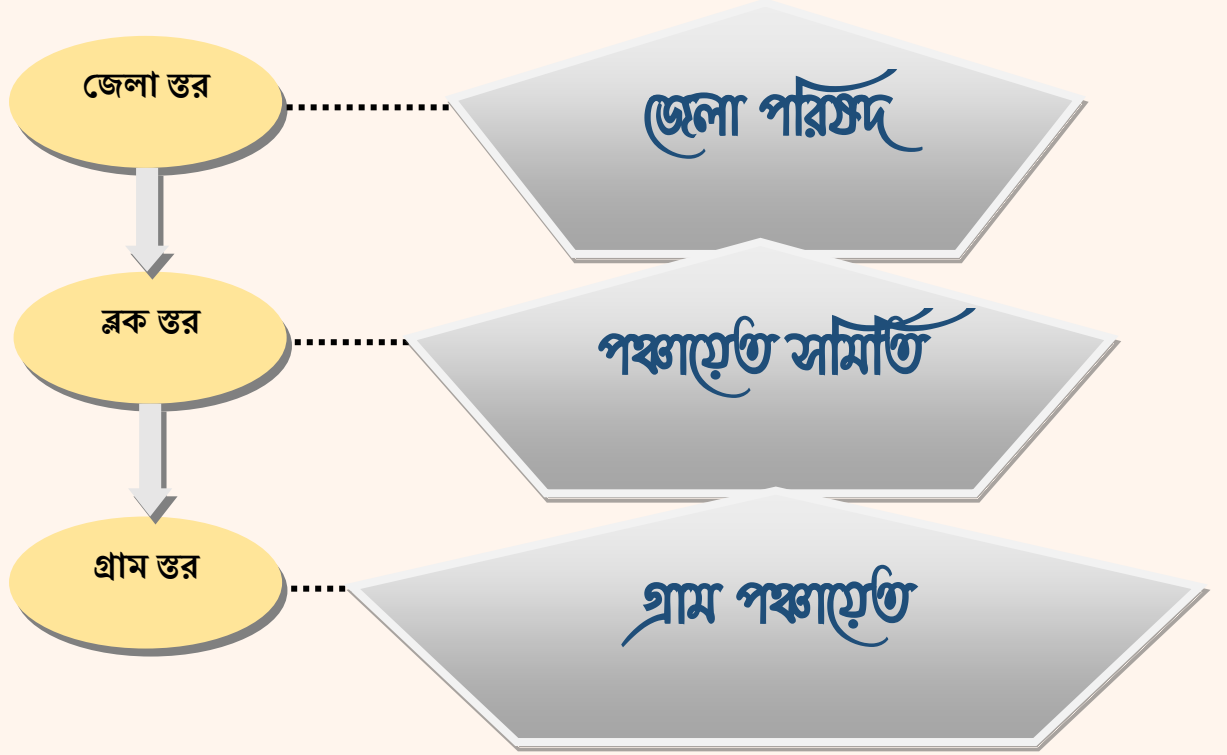 জেলা স্তর
জেলা পরিষদ
ব্লক স্তর
পঞ্চায়েত সমিতি
গ্রাম স্তর
গ্রাম পঞ্চায়েত